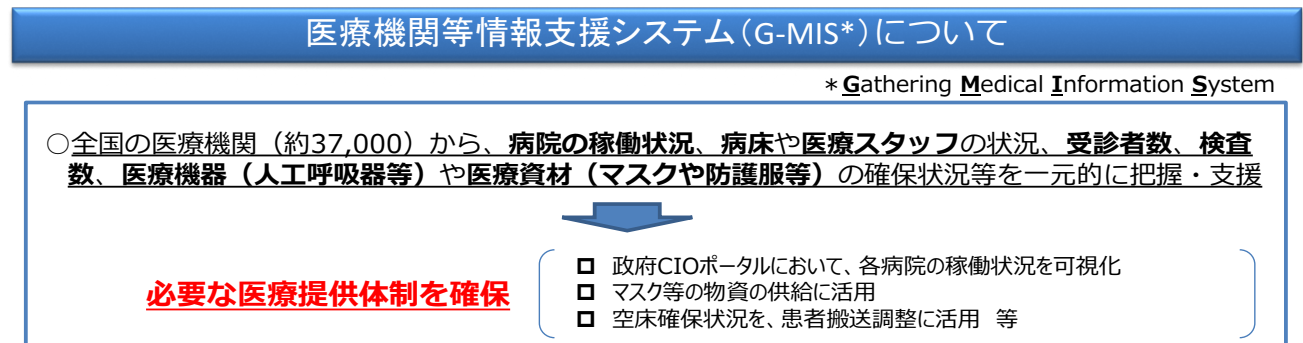 医療機関等情報支援システム（G-MIS*）について
＊Gathering Medical Information System
○全国の医療機関（約37,000）から、病院の稼働状況、病床や医療スタッフの状況、受診者数、検査
数、医療機器（人工呼吸器等）や医療資材（マスクや防護服等）の確保状況等を一元的に把握・支援
必要な医療提供体制を確保
政府CIOポータルにおいて、各病院の稼働状況を可視化
マスク等の物資の供給に活用
空床確保状況を、患者搬送調整に活用 等